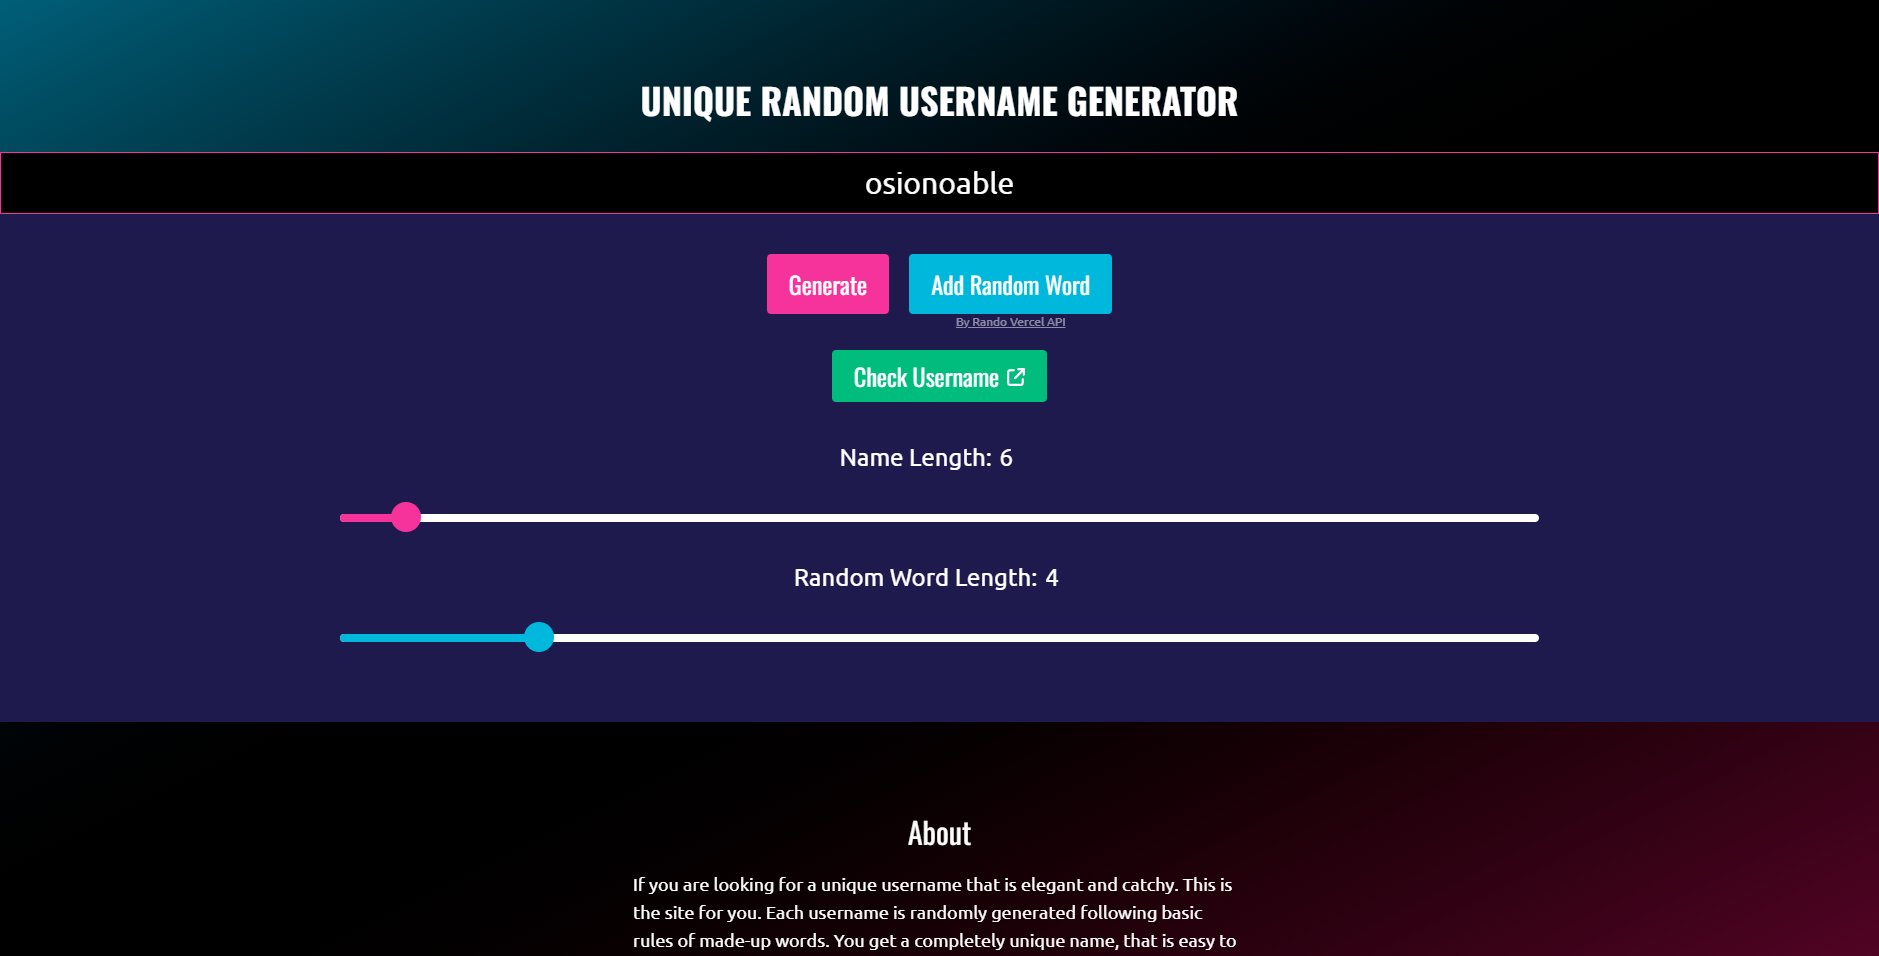 UNIQUE RANDOM USERNAME GENERATOR
osionoable
Generate
Add Random Word
By Rando Vercel API
Check Username
Name Length: 6
Random Word Length: 4
About
If you are looking for a unique username that is elegant and catchy. This is
the site for you. Each username is randomly generated following basic
rules of made-up words. You get a completely unique name, that is easy to